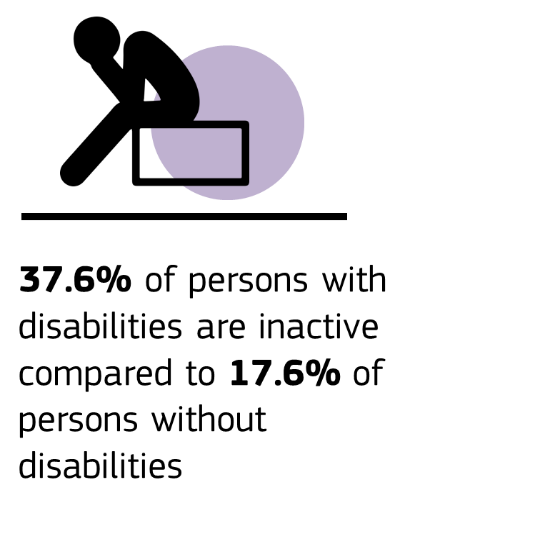 37.6% of persons with
disabilities are inactive
compared to 17.6% of
persons without
disabilities